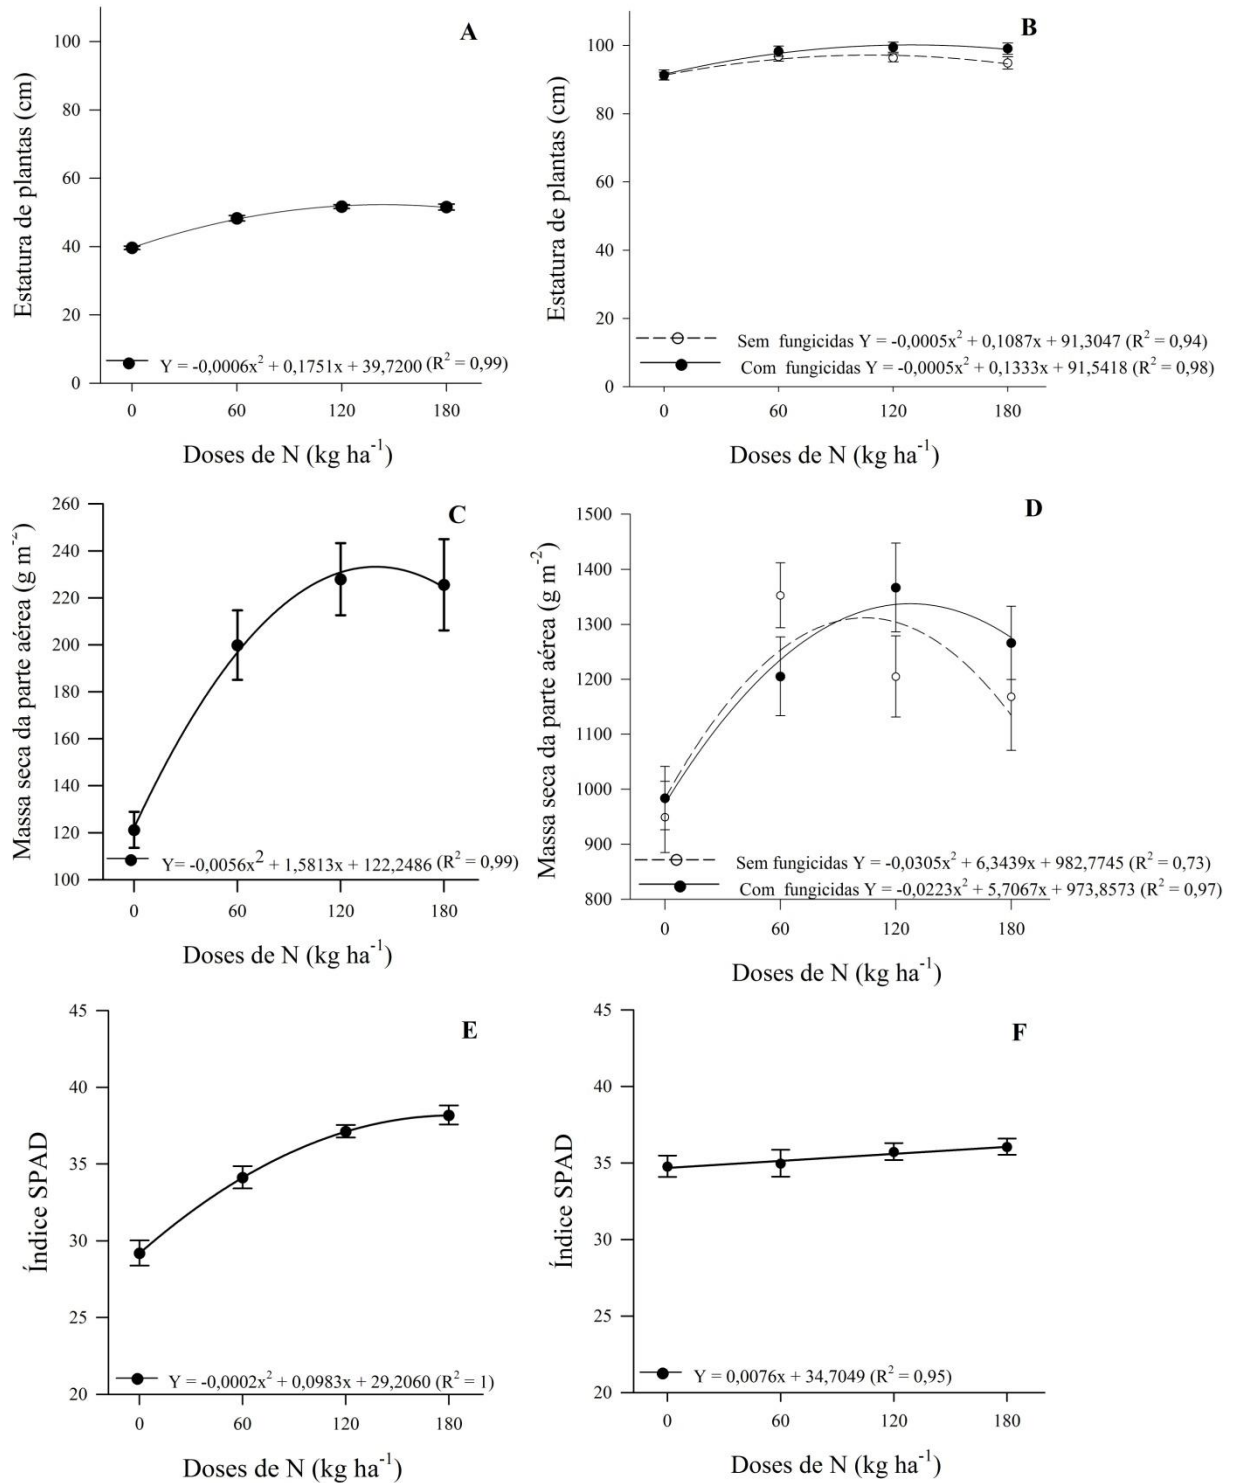 A
Estatura de plantas (cm)
100
80
60
40
20
0
Y = -0,0006x² + 0,1751x + 39,7200 (R² = 0,99)
0 60 120 180
Doses de N (kg ha⁻¹)
B
Estatura de plantas (cm)
100
80
60
40
20
0
Sem fungicidas Y = -0,0005x² + 0,1087x + 91,3047 (R² = 0,94)
Com fungicidas Y = -0,0005x² + 0,1333x + 91,5418 (R² = 0,98)
0 60 120 180
Doses de N (kg ha⁻¹)
C
Massa seca da parte aérea (g m⁻²)
260
240
220
200
180
160
140
120
100
Y= -0,0056x² + 1,5813x + 122,2486 (R² = 0,99)
0 60 120 180
Doses de N (kg ha⁻¹)
D
Massa seca da parte aérea (g m⁻²)
1500
1400
1300
1200
1100
1000
900
800
Sem fungicidas Y = -0,0305x² + 6,3439x + 982,7745 (R² = 0,73)
Com fungicidas Y = -0,0223x² + 5,7067x + 973,8573 (R² = 0,97)
0 60 120 180
Doses de N (kg ha⁻¹)
E
Índice SPAD
45
40
35
30
25
20
Y = -0,0002x² + 0,0983x + 29,2060 (R² = 1)
0 60 120 180
Doses de N (kg ha⁻¹)
F
Índice SPAD
45
40
35
30
25
20
Y = 0,0076x + 34,7049 (R² = 0,95)
0 60 120 180
Doses de N (kg ha⁻¹)